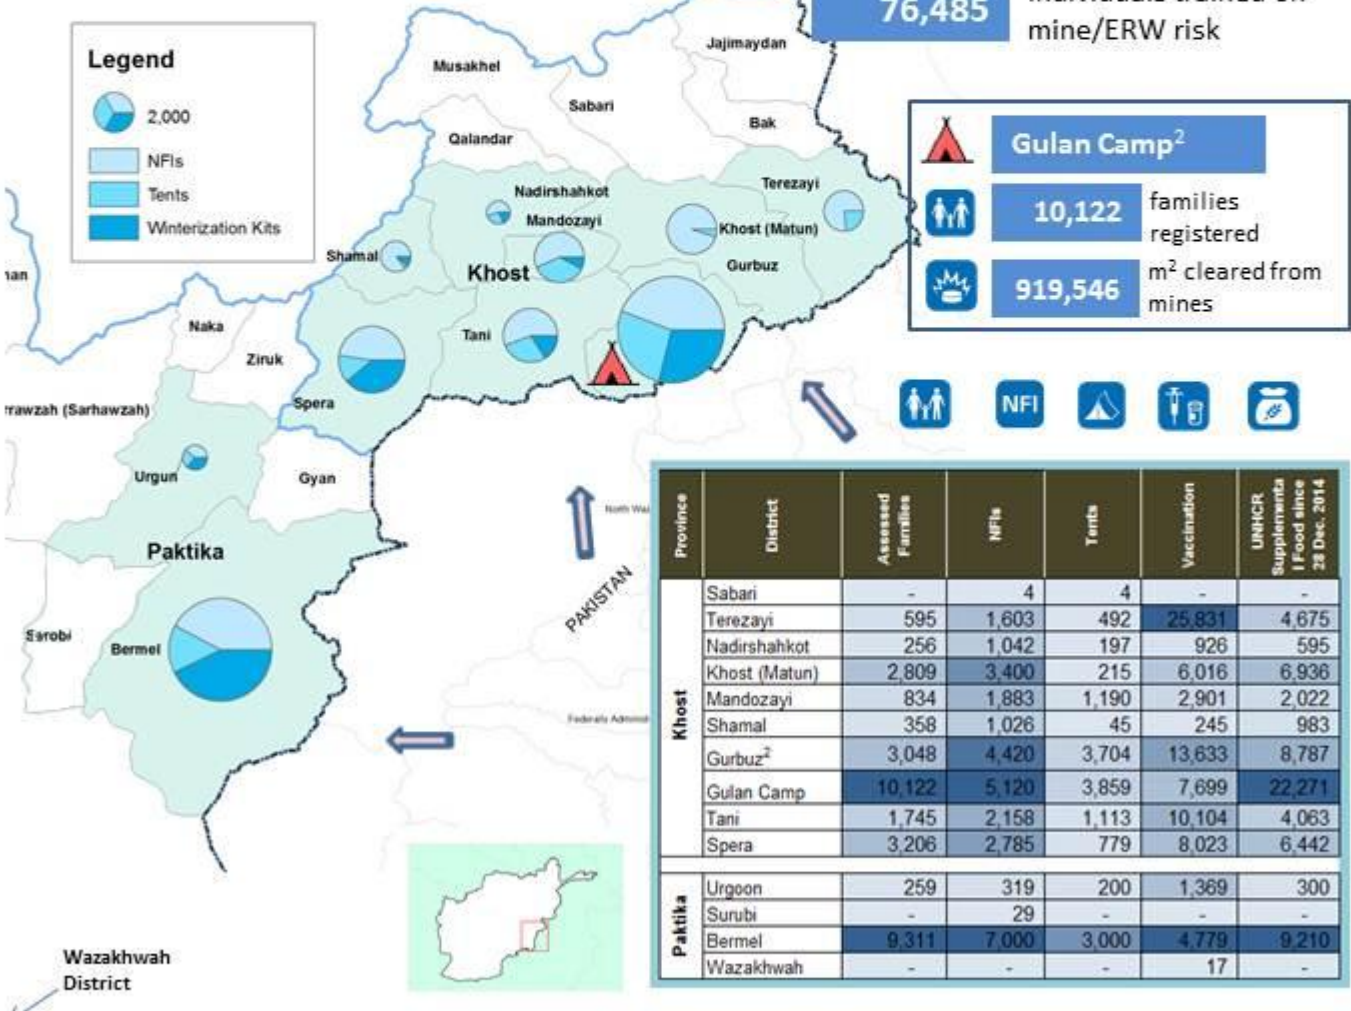 76,485
mine/ERW risk
Legend
2,000
NFIs
Tents
Winterization Kits
Jajimaydan
Musakhel
Sabari
Bak
Qalandar
Terezayi
Nadirshahkot
Mandozayi
Khost (Matun)
Shamal
Khost
Gurbuz
Gulan Camp²
10,122 families
registered
919,546 m² cleared from
mines
Naka
Tani
Ziruk
Spera
rrawzah (Sarhawzah)
Urgun
Gyan
NFI
Paktika
PAKISTAN
Bermel
Wazakhwah
District
Province District Assessed Families NFIs Tents Vaccination UNHCR Supplementa l Food since 28 Dec. 2014
Khost
Sabari - 4 4 - -
Terezayi 595 1,603 492 25,831 4,675
Nadirshahkot 256 1,042 197 926 595
Khost (Matun) 2,809 3,400 215 6,016 6,936
Mandozayi 834 1,883 1,190 2,901 2,022
Shamal 358 1,026 45 245 983
Gurbuz² 3,048 4,420 3,704 13,633 8,787
Gulan Camp 10,122 5,120 3,859 7,699 22,271
Tani 1,745 2,158 1,113 10,104 4,063
Spera 3,206 2,785 779 8,023 6,442
Paktika
Urgoon 259 319 200 1,369 300
Surubi - 29 - - -
Bermel 9,311 7,000 3,000 4,779 9,210
Wazakhwah - - - 17 -